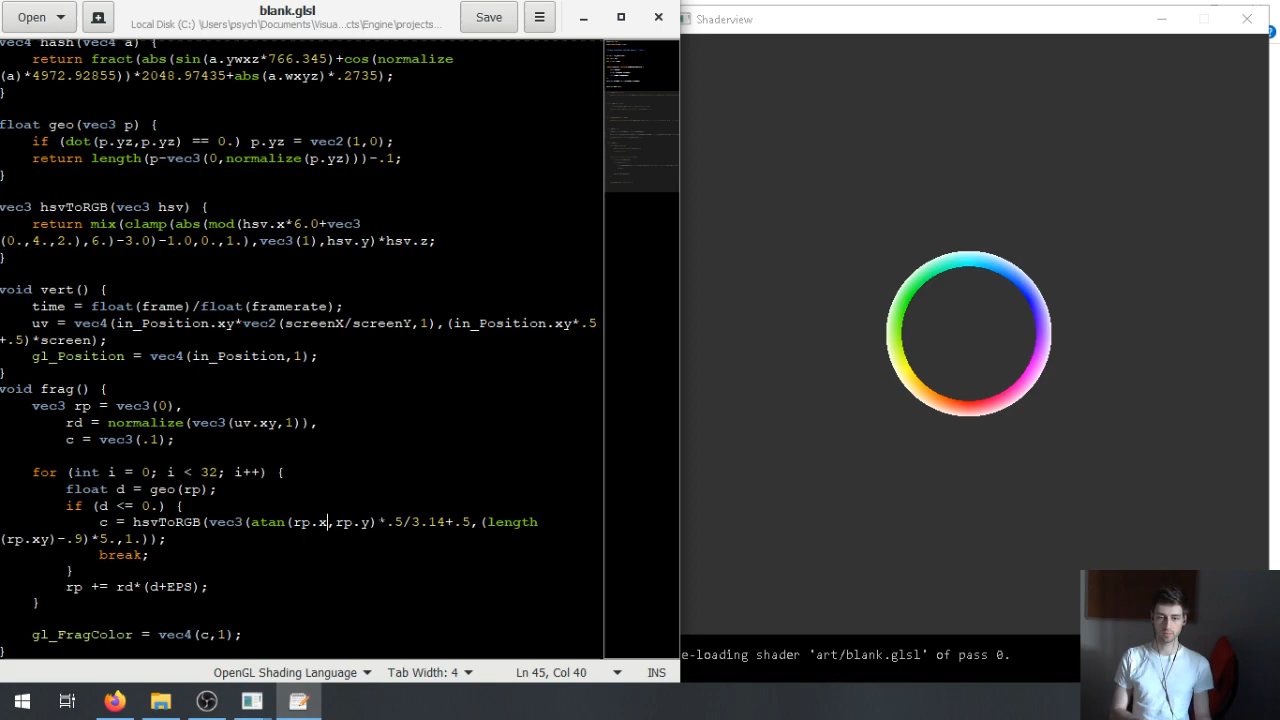 Open
blank.glsl
Local Disk (C:) \Users\psych\Documents\Visua...cts\Engine\projects...
Save
Shaderview
vec4 hash(vec4 a) {
    return fract(abs(sin(a.ywxz*766.345)+cos(normalize
(a)*4972.92855))*2048.97435+abs(a.wxyz)*.2735);
}
float geo(vec3 p) {
    if (dot(p.yz,p.yz) == 0.) p.yz = vec2(1,0);
    return length(p-vec3(0,normalize(p.yz)))-.1;
}
vec3 hsvToRGB(vec3 hsv) {
    return mix(clamp(abs(mod(hsv.x*6.0+vec3
(0.,4.,2.),6.)-3.0)-1.0,0.,1.),vec3(1),hsv.y)*hsv.z;
}
void vert() {
    time = float(frame)/float(framerate);
    uv = vec4(in_Position.xy*vec2(screenX/screenY,1),(in_Position.xy*.5
+.5)*screen);
    gl_Position = vec4(in_Position,1);
}
void frag() {
    vec3 rp = vec3(0),
        rd = normalize(vec3(uv.xy,1)),
        c = vec3(.1);
    for (int i = 0; i < 32; i++) {
        float d = geo(rp);
        if (d <= 0.) {
            c = hsvToRGB(vec3(atan(rp.x,rp.y)*.5/3.14+.5,(length
(rp.xy)-.9)*5.,1.));
            break;
        }
        rp += rd*(d+EPS);
    }
    gl_FragColor = vec4(c,1);
}
e-loading shader 'art/blank.glsl' of pass 0.
OpenGL Shading Language
Tab Width: 4
Ln 45, Col 40
INS